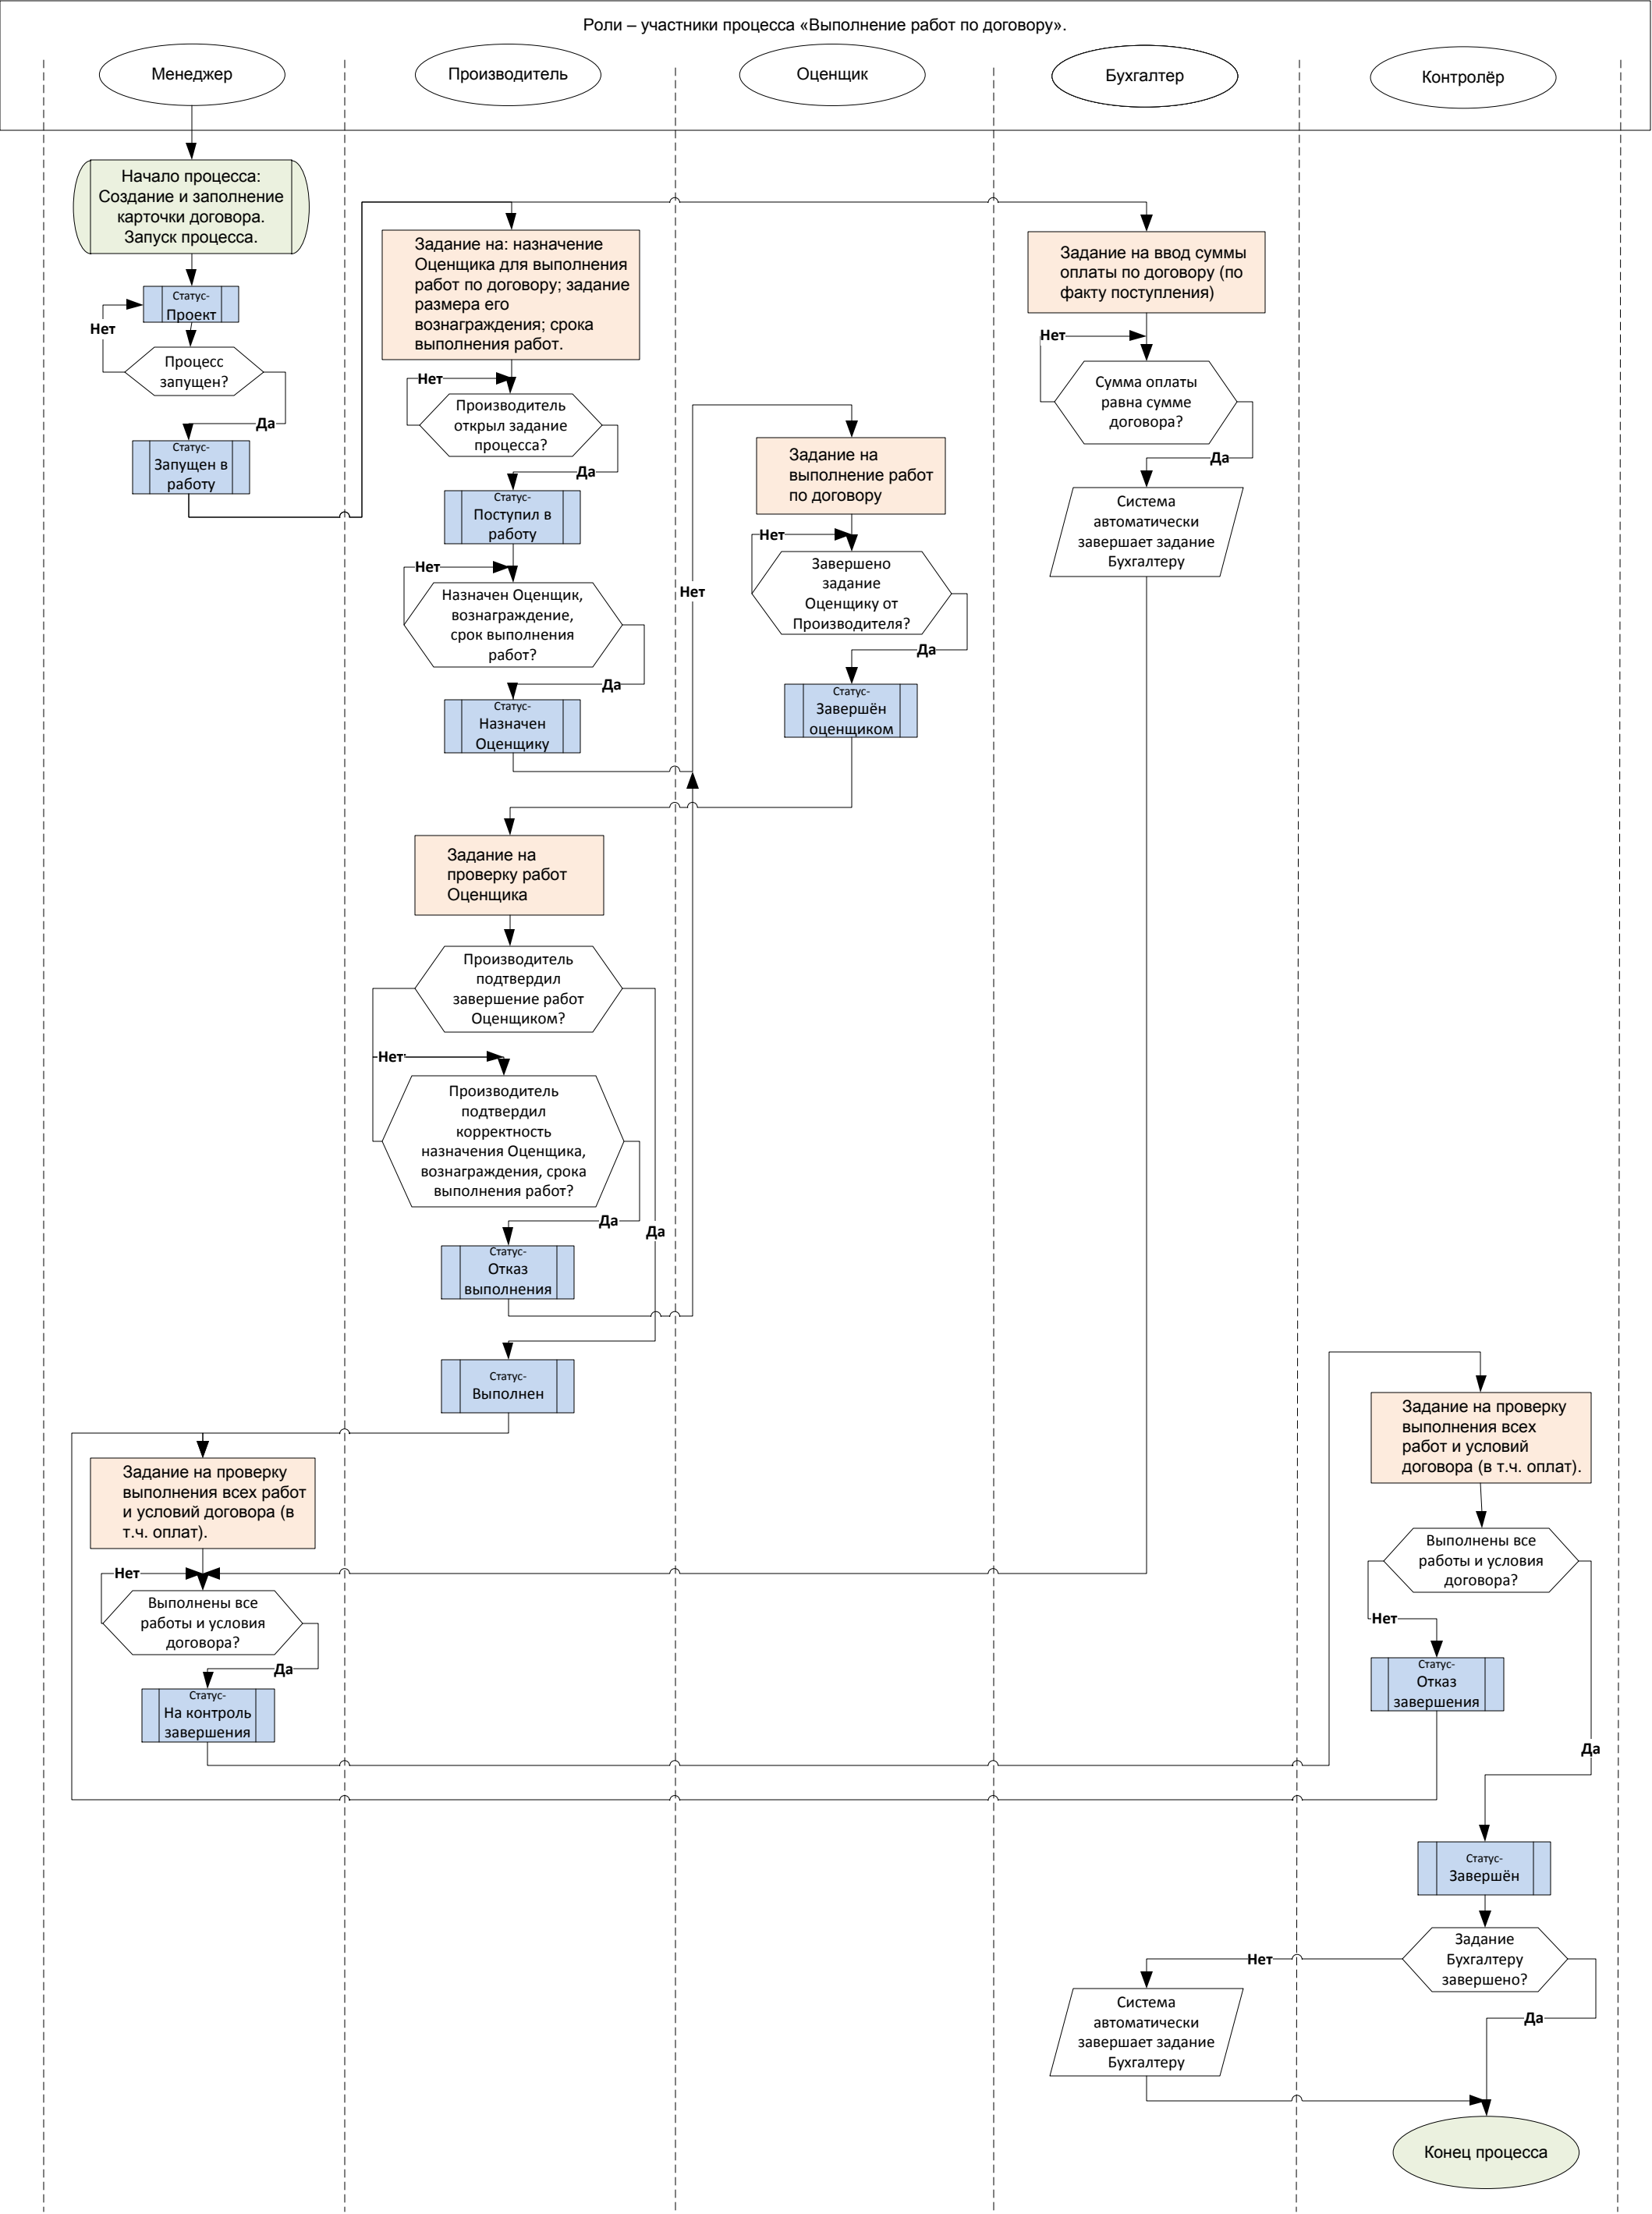 Роли – участники процесса «Выполнение работ по договору».
Менеджер
Производитель
Оценщик
Бухгалтер
Контролёр
Начало процесса:
Создание и заполнение
карточки договора.
Запуск процесса.
Статус-
Проект
Нет
Процесс
запущен?
Да
Статус-
Запущен в
работу
Задание на: назначение
Оценщика для выполнения
работ по договору; задание
размера его
вознаграждения; срока
выполнения работ.
Нет
Производитель
открыл задание
процесса?
Да
Статус-
Поступил в
работу
Нет
Назначен Оценщик,
вознаграждение,
срок выполнения
работ?
Да
Статус-
Назначен
Оценщику
Нет
Задание на
выполнение работ
по договору
Нет
Завершено
задание
Оценщику от
Производителя?
Да
Статус-
Завершён
оценщиком
Задание на ввод суммы
оплаты по договору (по
факту поступления)
Нет
Сумма оплаты
равна сумме
договора?
Да
Система
автоматически
завершает задание
Бухгалтеру
Задание на
проверку работ
Оценщика
Производитель
подтвердил
завершение работ
Оценщиком?
Нет
Производитель
подтвердил
корректность
назначения Оценщика,
вознаграждения, срока
выполнения работ?
Да
Да
Статус-
Отказ
выполнения
Статус-
Выполнен
Задание на проверку
выполнения всех работ
и условий договора (в
т.ч. оплат).
Нет
Выполнены все
работы и условия
договора?
Да
Статус-
На контроль
завершения
Задание на проверку
выполнения всех
работ и условий
договора (в т.ч. оплат).
Выполнены все
работы и условия
договора?
Нет
Статус-
Отказ
завершения
Да
Статус-
Завершён
Задание
Бухгалтеру
завершено?
Нет
Да
Система
автоматически
завершает задание
Бухгалтеру
Конец процесса